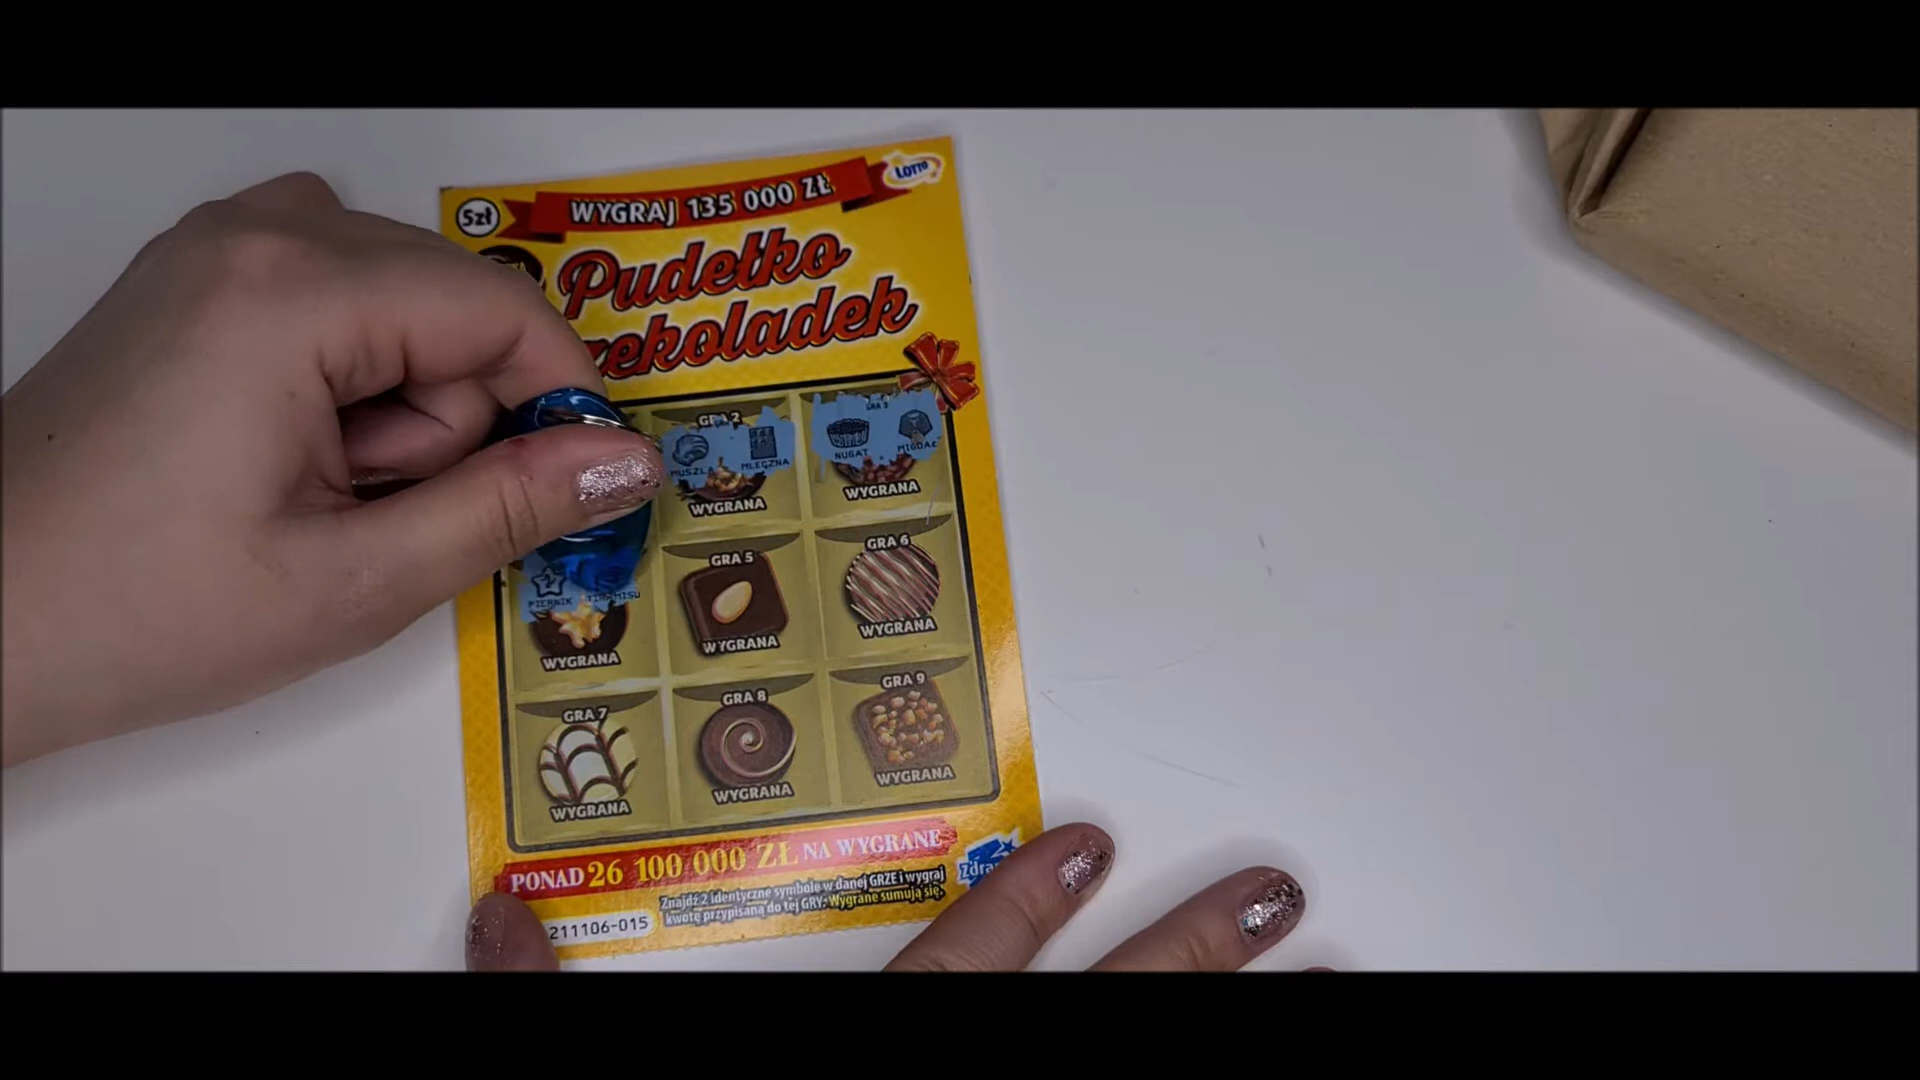 5zł
WYGRAJ 135 000 ZŁ
LOTTO
Pudełko
zekoladek
GRA 2
MUSZLA MLECZNA
WYGRANA
GRA 3
NUGAT MIGDAŁ
WYGRANA
PIERNIK TIRAMISU
WYGRANA
GRA 5
WYGRANA
GRA 6
WYGRANA
GRA 7
WYGRANA
GRA 8
WYGRANA
GRA 9
WYGRANA
PONAD 26 100 000 ZŁ NA WYGRANE
Znajdź 2 identyczne symbole w danej GRZE i wygraj
kwotę przypisaną do tej GRY. Wygrane sumują się.
211106-015